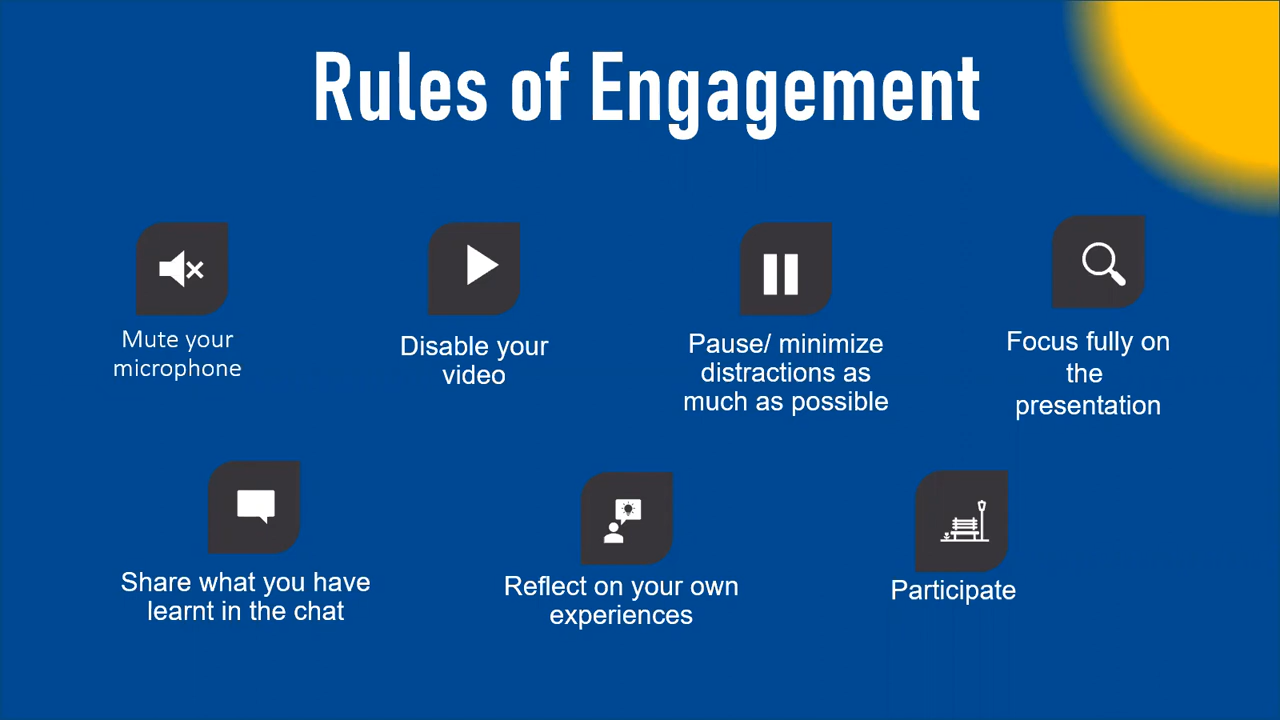 Rules of Engagement
Mute your
microphone
Disable your
video
Pause/ minimize
distractions as
much as possible
Focus fully on
the
presentation
Share what you have
learnt in the chat
Reflect on your own
experiences
Participate